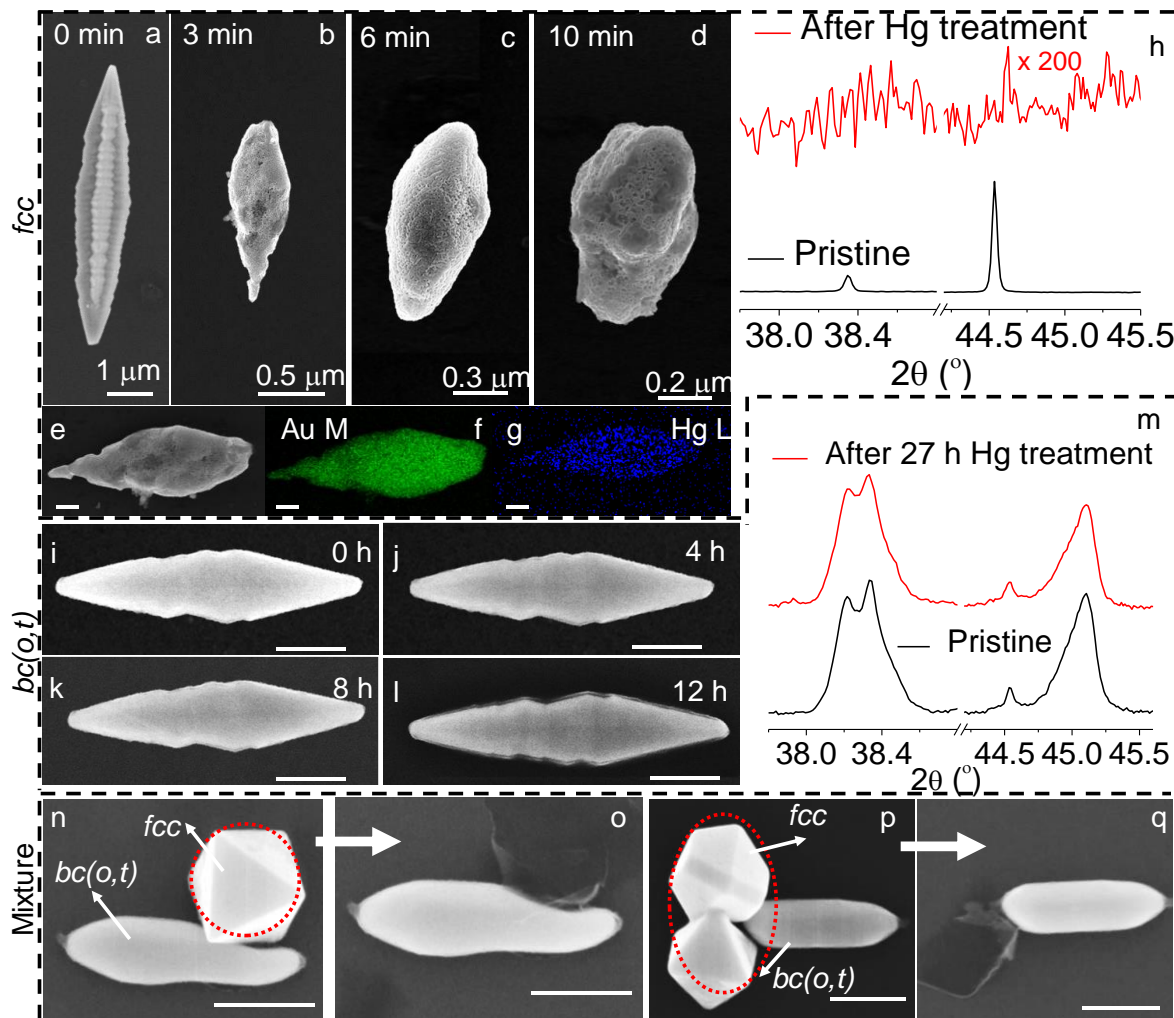 0 min a
3 min b
6 min c
10 min d
fcc
1 μm
0.5 μm
0.3 μm
0.2 μm
After Hg treatment
h
x 200
Pristine
38.0 38.4 44.5 45.0 45.5
2θ (°)
e
Au M f
g Hg L
m
After 27 h Hg treatment
Pristine
38.0 38.4 44.5 45.0 45.5
2θ (°)
bc(o,t)
i 0 h
j 4 h
k 8 h
l 12 h
Mixture
n
fcc
bc(o,t)
o
fcc
p
bc(o,t)
q